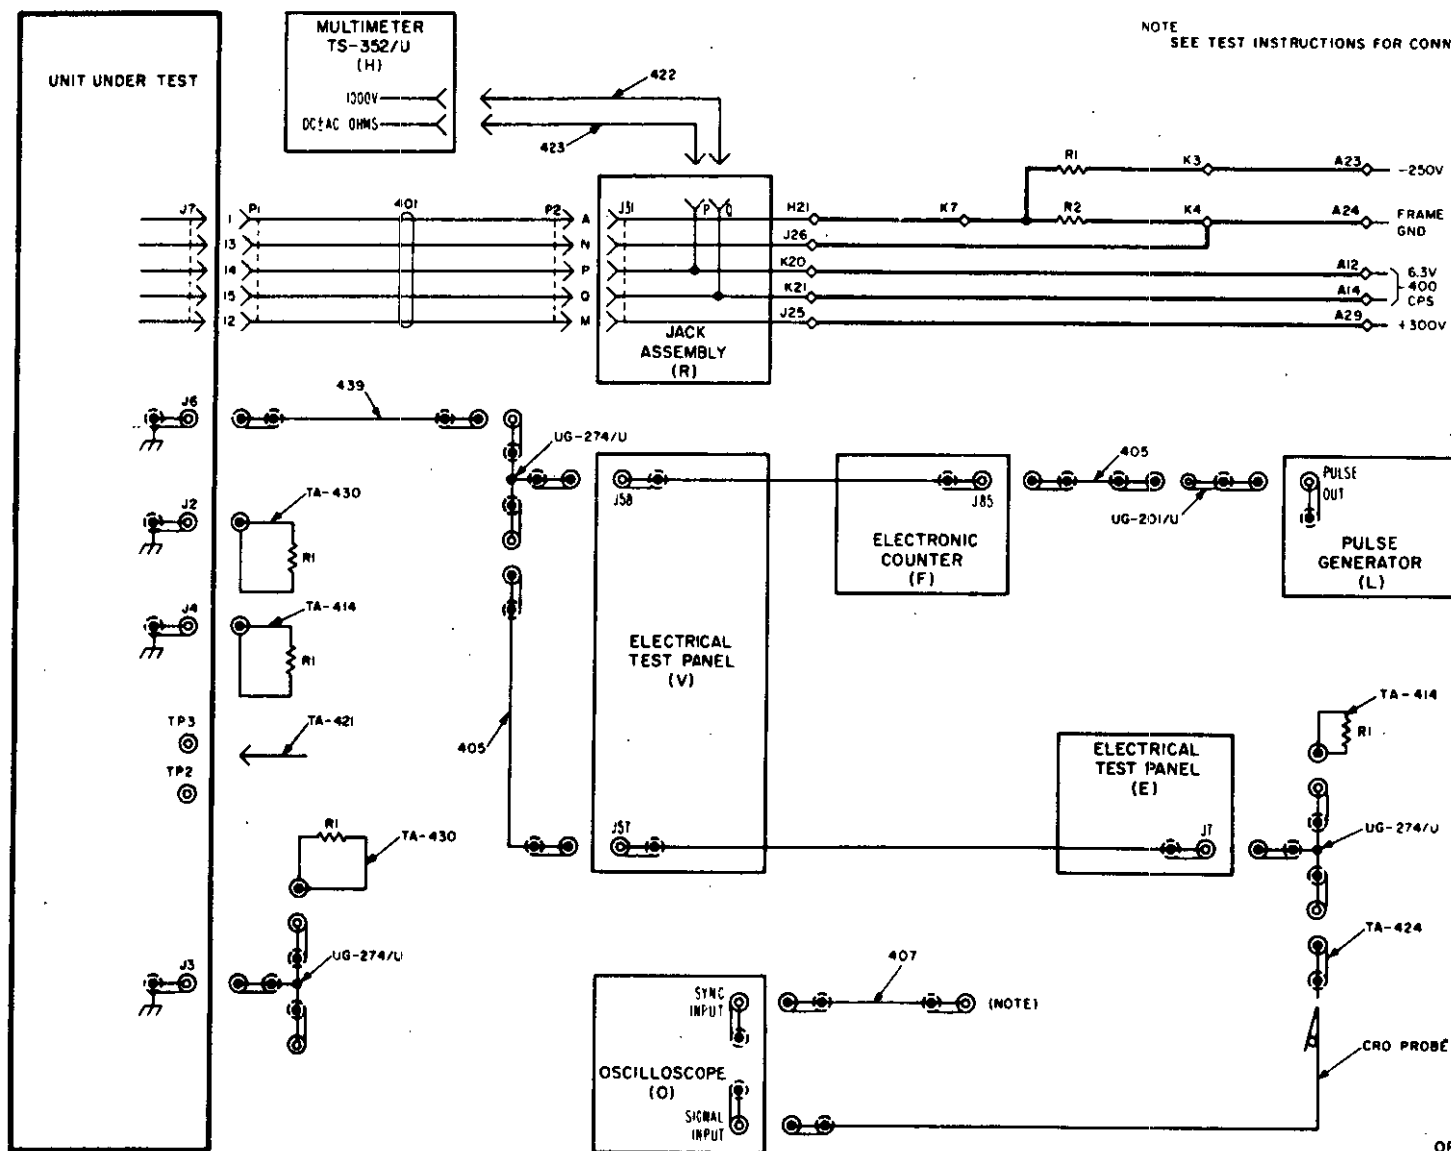 NOTE
SEE TEST INSTRUCTIONS FOR CONN
UNIT UNDER TEST
MULTIMETER
TS-352/U
(H)
1000V
DC±AC OHMS
422
423
J7
1
13
14
15
12
P1
401
P2
A
N
P
Q
M
J31
P
Q
JACK
ASSEMBLY
(R)
H21
J26
K20
K21
J25
K7
R1
R2
K3
K4
A23
A24
A12
A14
A29
-250V
FRAME
GND
6.3V
400
CPS
+300V
J6
439
UG-274/U
J58
J85
ELECTRONIC
COUNTER
(F)
405
UG-201/U
PULSE
OUT
PULSE
GENERATOR
(L)
J2
TA-430
R1
J4
TA-414
R1
ELECTRICAL
TEST PANEL
(V)
TP3
TA-421
TP2
405
ELECTRICAL
TEST PANEL
(E)
TA-414
R1
R1
TA-430
J57
J7
UG-274/U
J3
UG-274/U
TA-424
SYNC
INPUT
407
(NOTE)
OSCILLOSCOPE
(O)
SIGNAL
INPUT
CRO PROBE